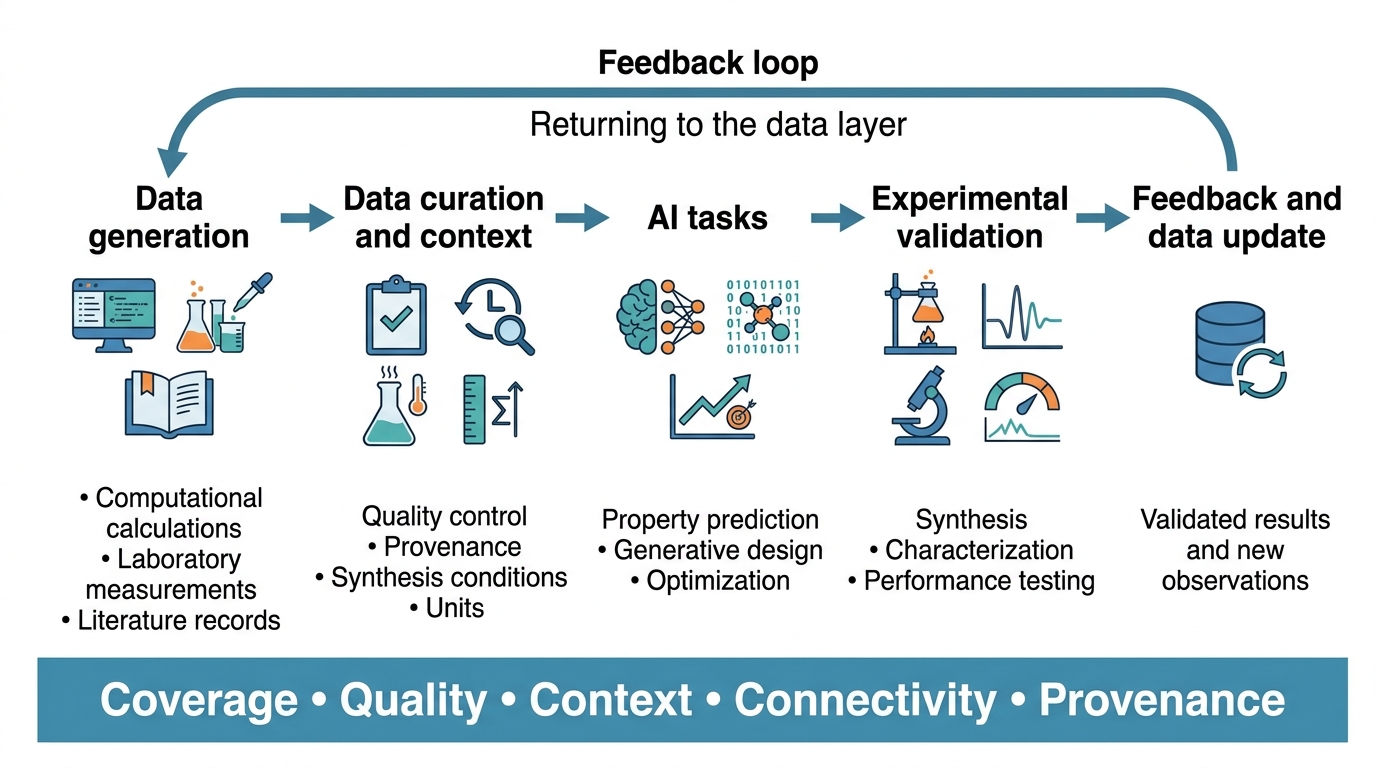 Feedback loop
Returning to the data layer
Data
generation
Data curation
and context
AI tasks
Experimental
validation
Feedback and
data update
010101101
010101011
• Computational
calculations
• Laboratory
measurements
• Literature records
Quality control
• Provenance
• Synthesis conditions
• Units
Property prediction
• Generative design
• Optimization
Synthesis
• Characterization
• Performance testing
Validated results
and new
observations
Coverage • Quality • Context • Connectivity • Provenance